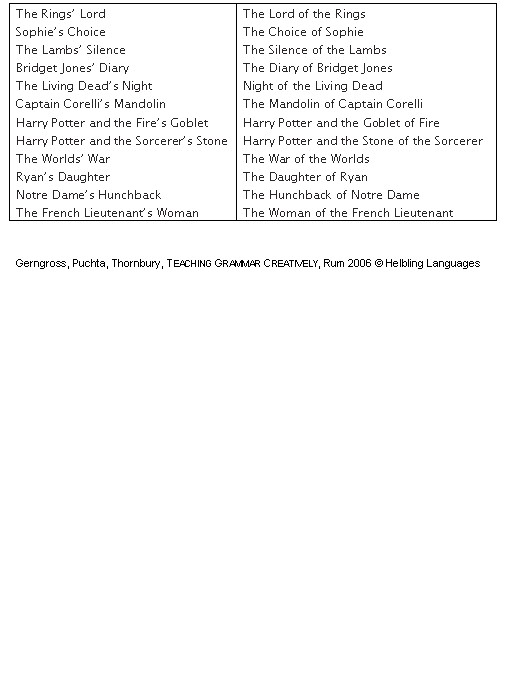 The Rings' Lord The Lord of the Rings
Sophie's Choice The Choice of Sophie
The Lambs' Silence The Silence of the Lambs
Bridget Jones' Diary The Diary of Bridget Jones
The Living Dead's Night Night of the Living Dead
Captain Corelli's Mandolin The Mandolin of Captain Corelli
Harry Potter and the Fire's Goblet Harry Potter and the Goblet of Fire
Harry Potter and the Sorcerer's Stone Harry Potter and the Stone of the Sorcerer
The Worlds' War The War of the Worlds
Ryan's Daughter The Daughter of Ryan
Notre Dame's Hunchback The Hunchback of Notre Dame
The French Lieutenant's Woman The Woman of the French Lieutenant
Gerngross, Puchta, Thornbury, TEACHING GRAMMAR CREATIVELY, Rum 2006 © Helbling Languages